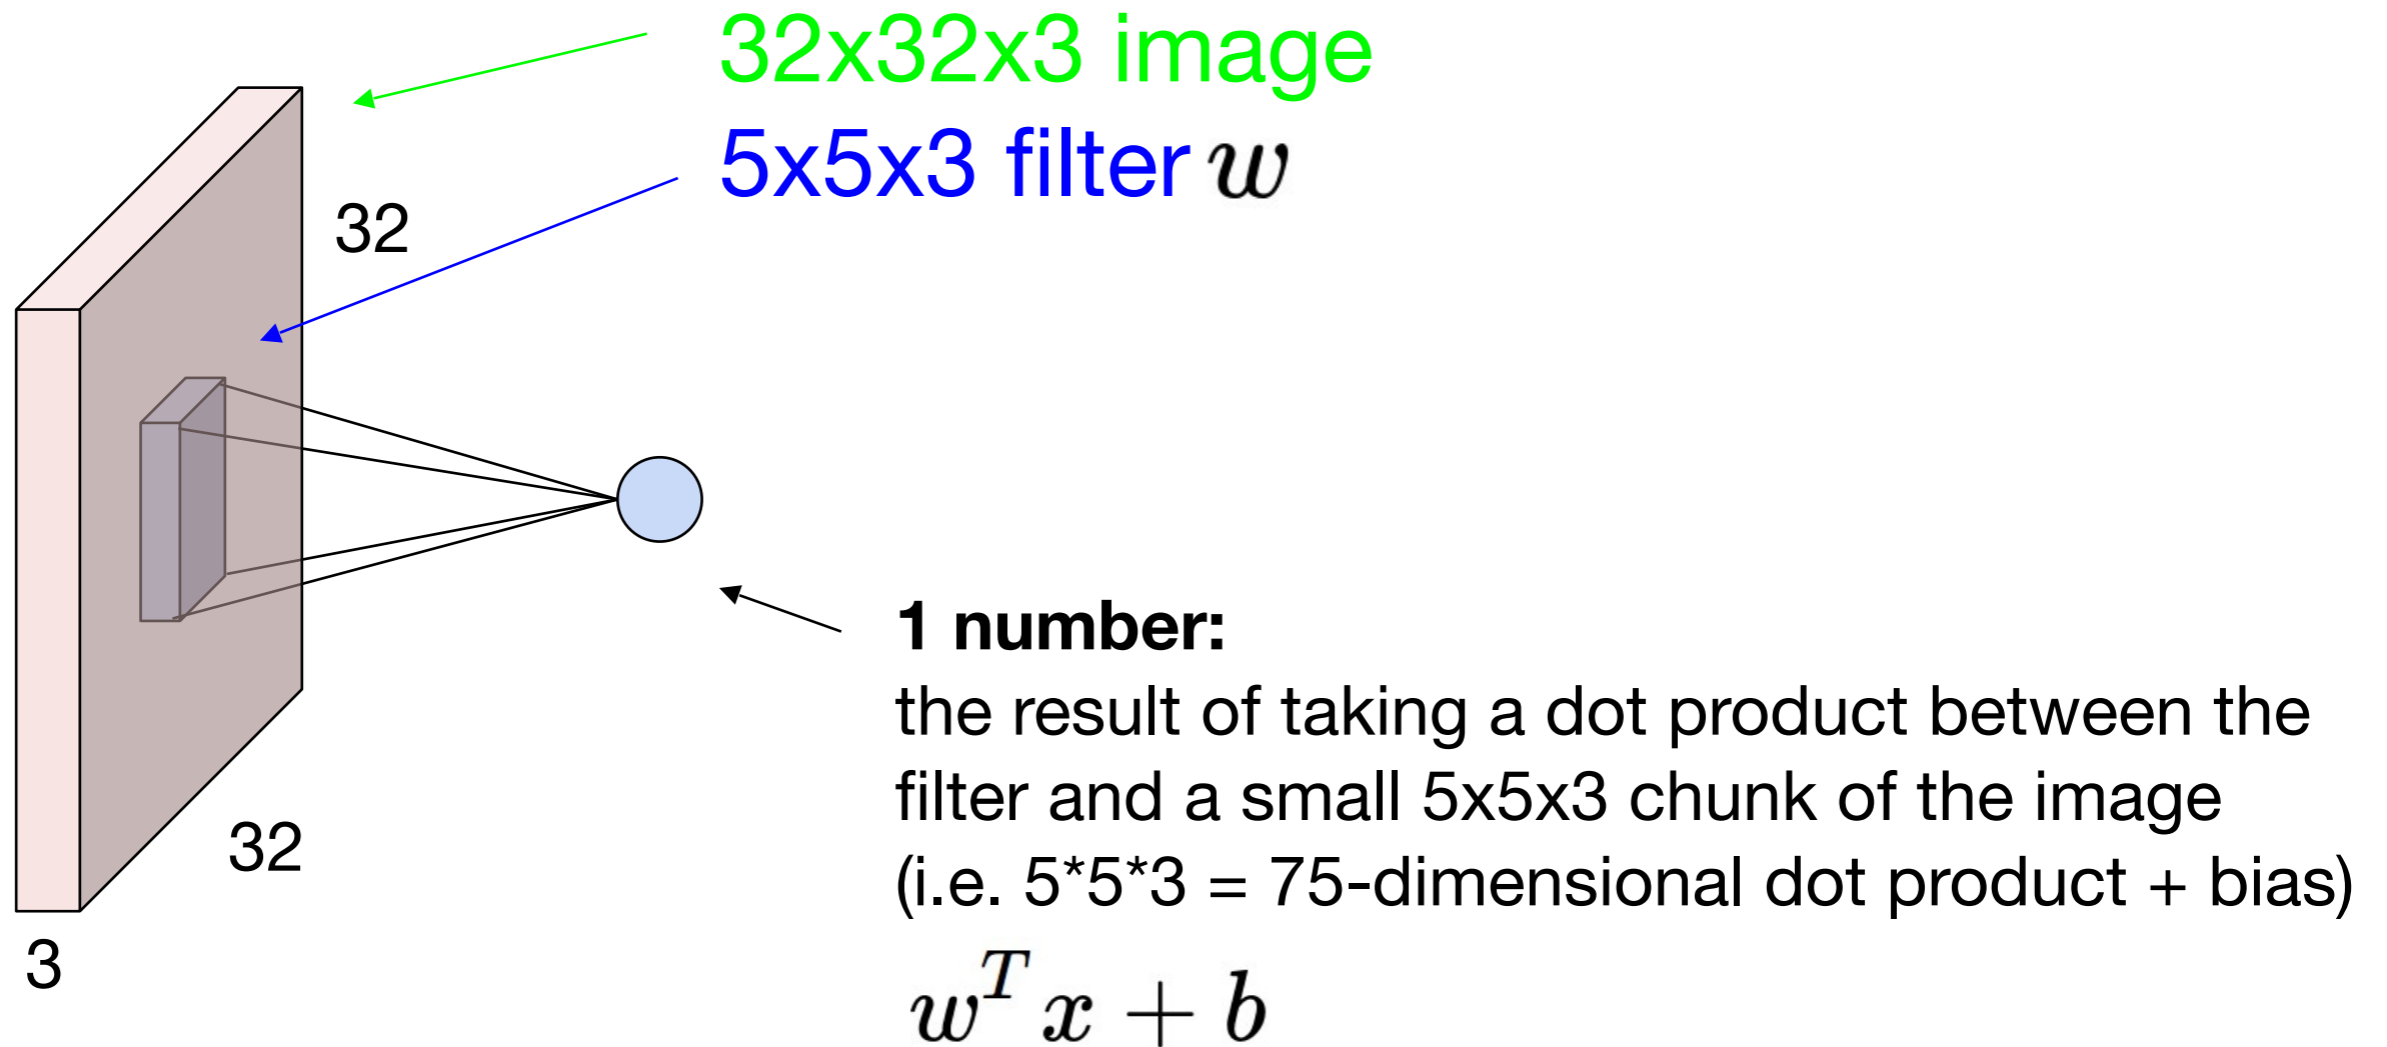 32x32x3 image
5x5x3 filter w
32
32
3
1 number:
the result of taking a dot product between the
filter and a small 5x5x3 chunk of the image
(i.e. 5*5*3 = 75-dimensional dot product + bias)
w^T x + b